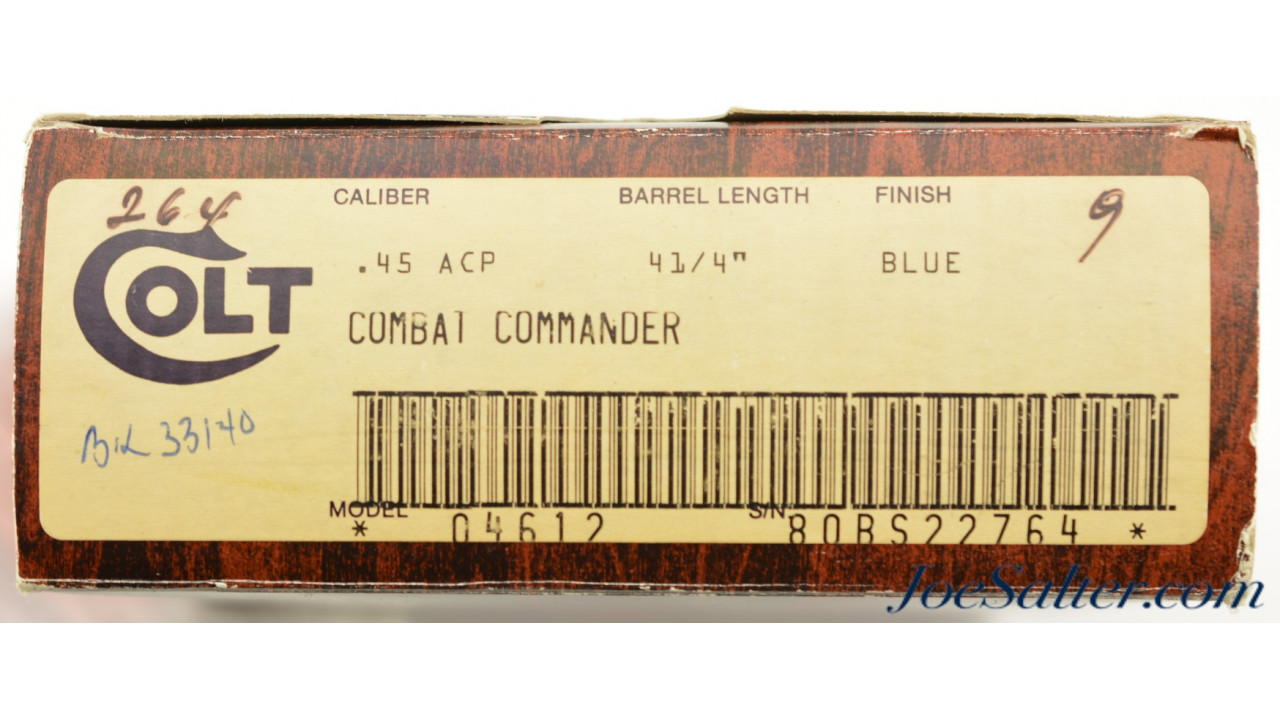 264
CALIBER BARREL LENGTH FINISH 9
COLT
.45 ACP 41/4" BLUE
COMBAT COMMANDER
33140
MODEL S/N
* 04612 80BS22764 *
JoeSalter.com